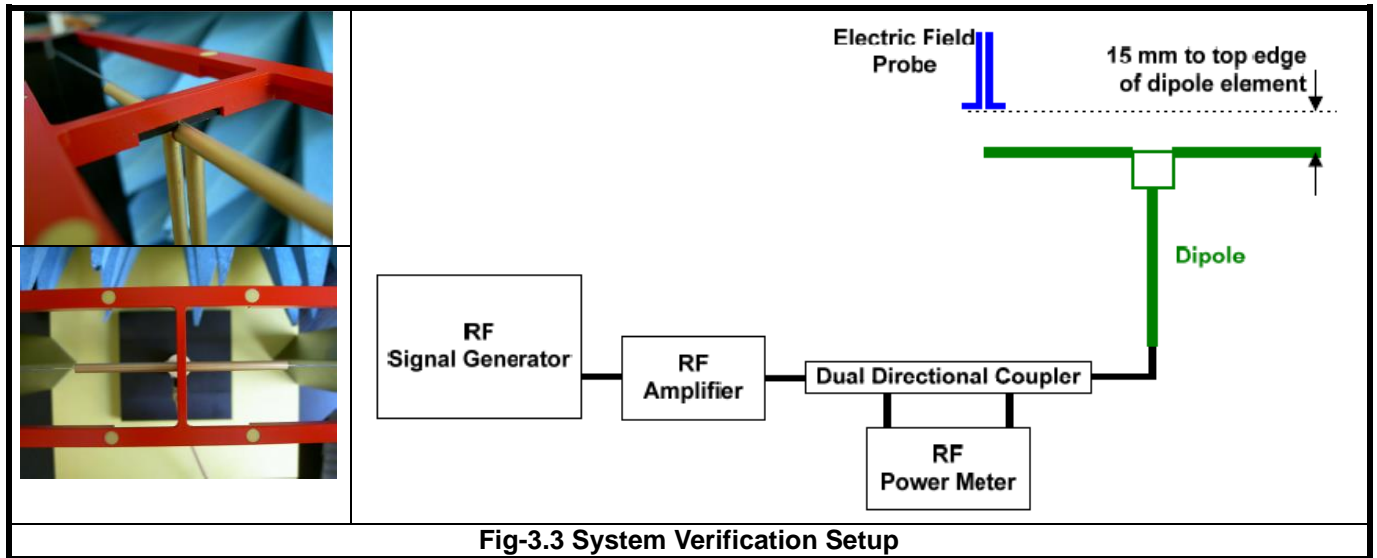 Electric Field
Probe
15 mm to top edge
of dipole element
Dipole
RF
Signal Generator
RF
Amplifier
Dual Directional Coupler
RF
Power Meter
Fig-3.3 System Verification Setup